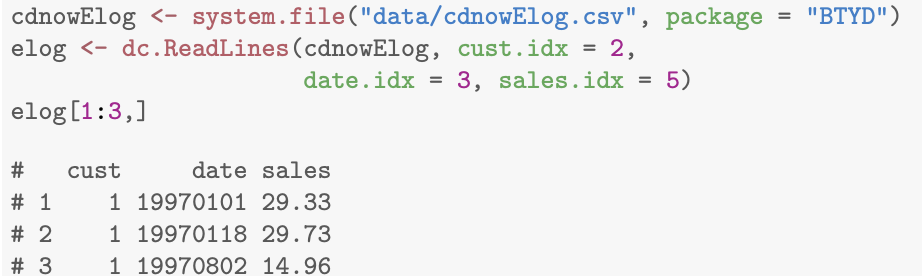 cdnowElog <- system.file("data/cdnowElog.csv", package = "BTYD")
elog <- dc.ReadLines(cdnowElog, cust.idx = 2,
                     date.idx = 3, sales.idx = 5)
elog[1:3,]
#   cust     date sales
# 1    1 19970101 29.33
# 2    1 19970118 29.73
# 3    1 19970802 14.96